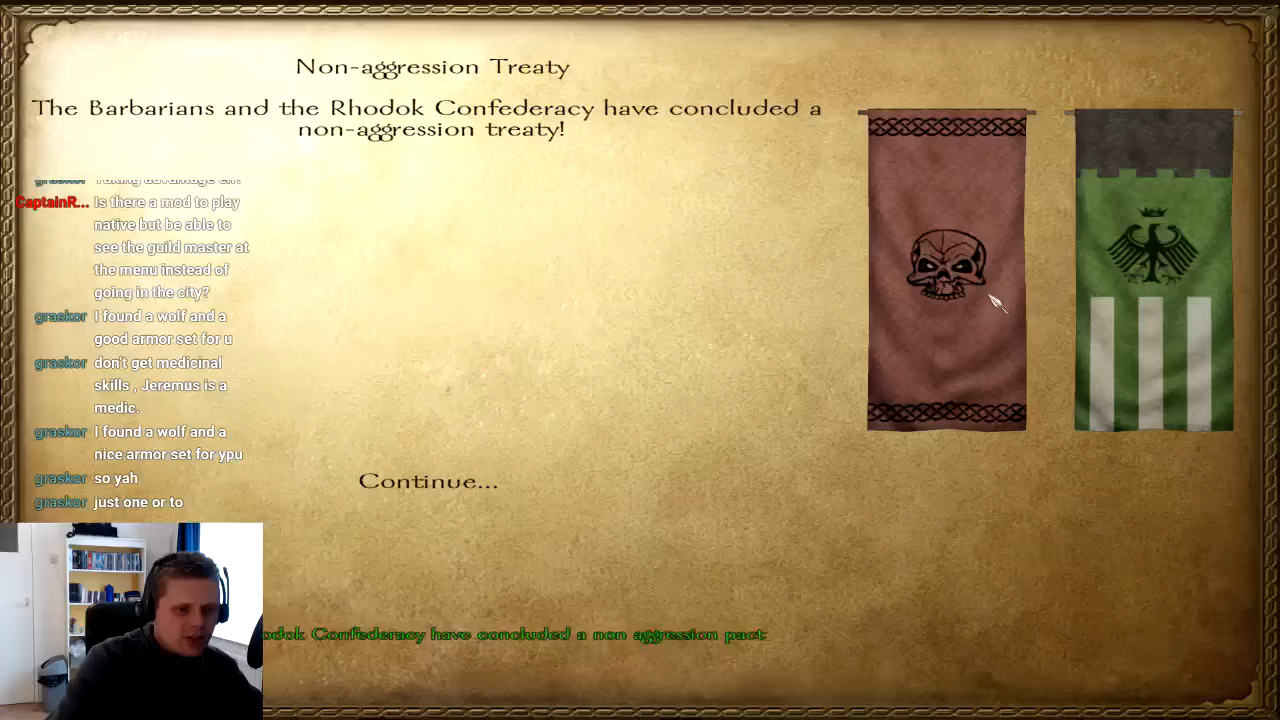 Non-aggression Treaty
The Barbarians and the Rhodok Confederacy have concluded a
non-aggression treaty!
graskor Taking advantage eh?
CaptainR... Is there a mod to play
native but be able to
see the guild master at
the menu instead of
going in the city?
graskor I found a wolf and a
good armor set for u
graskor don't get medicinal
skills , Jeremus is a
medic.
graskor I found a wolf and a
nice armor set for ypu
graskor so yah
graskor just one or to
Continue...
Confederacy have concluded a non aggression pact